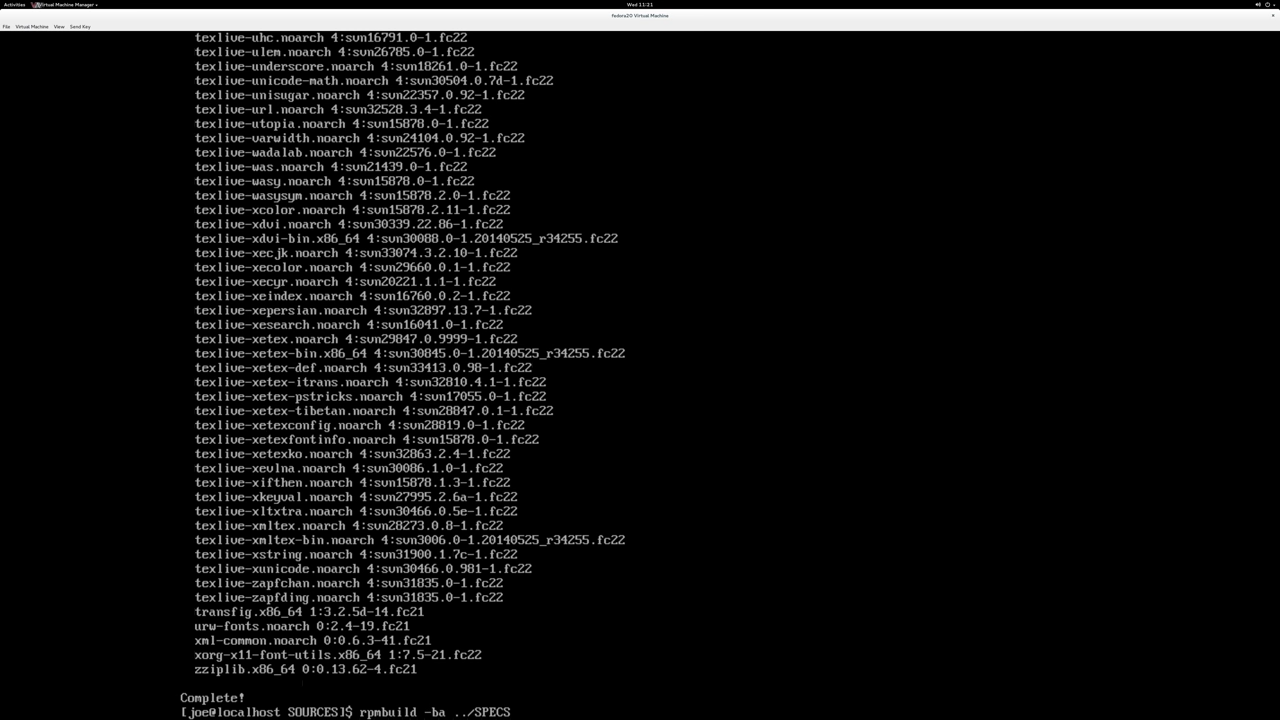 Activities Virtual Machine Manager Wed 11:21
Fedora20 Virtual Machine ×
File Virtual Machine View Send Key
texlive-uhc.noarch 4:svn16791.0-1.fc22
texlive-ulem.noarch 4:svn26785.0-1.fc22
texlive-underscore.noarch 4:svn18261.0-1.fc22
texlive-unicode-math.noarch 4:svn30504.0.7d-1.fc22
texlive-unisugar.noarch 4:svn22357.0.92-1.fc22
texlive-url.noarch 4:svn32528.3.4-1.fc22
texlive-utopia.noarch 4:svn15878.0-1.fc22
texlive-varwidth.noarch 4:svn24104.0.92-1.fc22
texlive-wadalab.noarch 4:svn22576.0-1.fc22
texlive-was.noarch 4:svn21439.0-1.fc22
texlive-wasy.noarch 4:svn15878.0-1.fc22
texlive-wasysym.noarch 4:svn15878.2.0-1.fc22
texlive-xcolor.noarch 4:svn15878.2.11-1.fc22
texlive-xdvi.noarch 4:svn30339.22.86-1.fc22
texlive-xdvi-bin.x86_64 4:svn30088.0-1.20140525_r34255.fc22
texlive-xecjk.noarch 4:svn33074.3.2.10-1.fc22
texlive-xecolor.noarch 4:svn29660.0.1-1.fc22
texlive-xecyr.noarch 4:svn20221.1.1-1.fc22
texlive-xeindex.noarch 4:svn16760.0.2-1.fc22
texlive-xepersian.noarch 4:svn32897.13.7-1.fc22
texlive-xesearch.noarch 4:svn16041.0-1.fc22
texlive-xetex.noarch 4:svn29847.0.9999-1.fc22
texlive-xetex-bin.x86_64 4:svn30845.0-1.20140525_r34255.fc22
texlive-xetex-def.noarch 4:svn33413.0.98-1.fc22
texlive-xetex-itrans.noarch 4:svn32810.4.1-1.fc22
texlive-xetex-pstricks.noarch 4:svn17055.0-1.fc22
texlive-xetex-tibetan.noarch 4:svn28847.0.1-1.fc22
texlive-xetexconfig.noarch 4:svn28819.0-1.fc22
texlive-xetexfontinfo.noarch 4:svn15878.0-1.fc22
texlive-xetexko.noarch 4:svn32863.2.4-1.fc22
texlive-xevlna.noarch 4:svn30086.1.0-1.fc22
texlive-xifthen.noarch 4:svn15878.1.3-1.fc22
texlive-xkeyval.noarch 4:svn27995.2.6a-1.fc22
texlive-xltxtra.noarch 4:svn30466.0.5e-1.fc22
texlive-xmltex.noarch 4:svn28273.0.8-1.fc22
texlive-xmltex-bin.noarch 4:svn3006.0-1.20140525_r34255.fc22
texlive-xstring.noarch 4:svn31900.1.7c-1.fc22
texlive-xunicode.noarch 4:svn30466.0.981-1.fc22
texlive-zapfchan.noarch 4:svn31835.0-1.fc22
texlive-zapfding.noarch 4:svn31835.0-1.fc22
transfig.x86_64 1:3.2.5d-14.fc21
urw-fonts.noarch 0:2.4-19.fc21
xml-common.noarch 0:0.6.3-41.fc21
xorg-x11-font-utils.x86_64 1:7.5-21.fc22
zziplib.x86_64 0:0.13.62-4.fc21
Complete!
[joe@localhost SOURCES]$ rpmbuild -ba ../SPECS